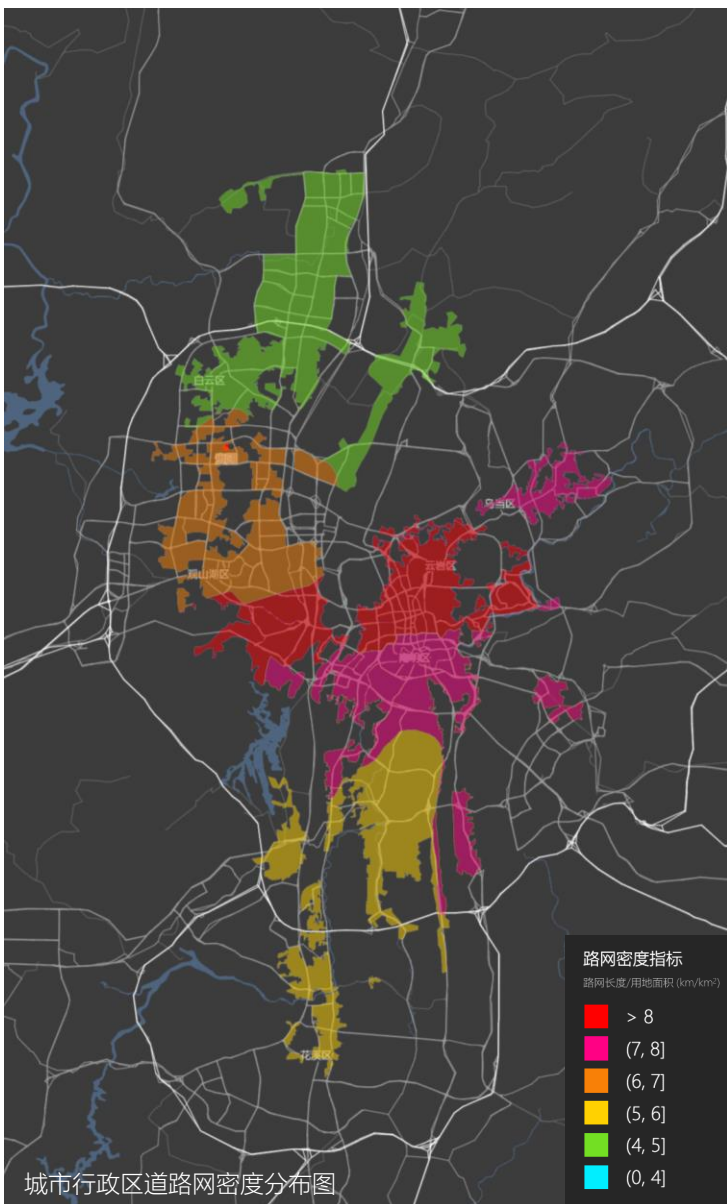 白云区
乌当区
云岩区
观山湖区
南明区
花溪区
路网密度指标
路网长度/用地面积 (km/km²)
> 8
(7, 8]
(6, 7]
(5, 6]
(4, 5]
(0, 4]
城市行政区道路网密度分布图